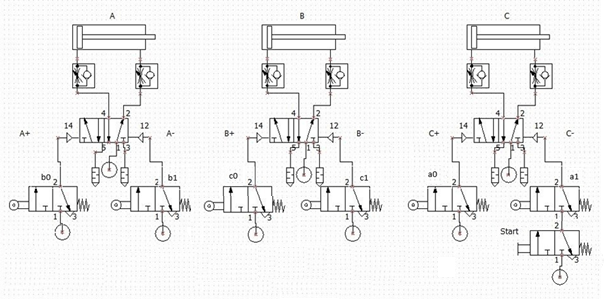 A B C
4 2 4 2 4 2
A+ 14 12 A- B+ 14 12 B- C+ 14 12 C-
5 1 3 5 1 3 5 1 3
b0 2 b1 2 c0 2 c1 2 a0 2 a1 2
1 3 1 3 1 3 1 3 1 3 1 3
Start 2
1 3